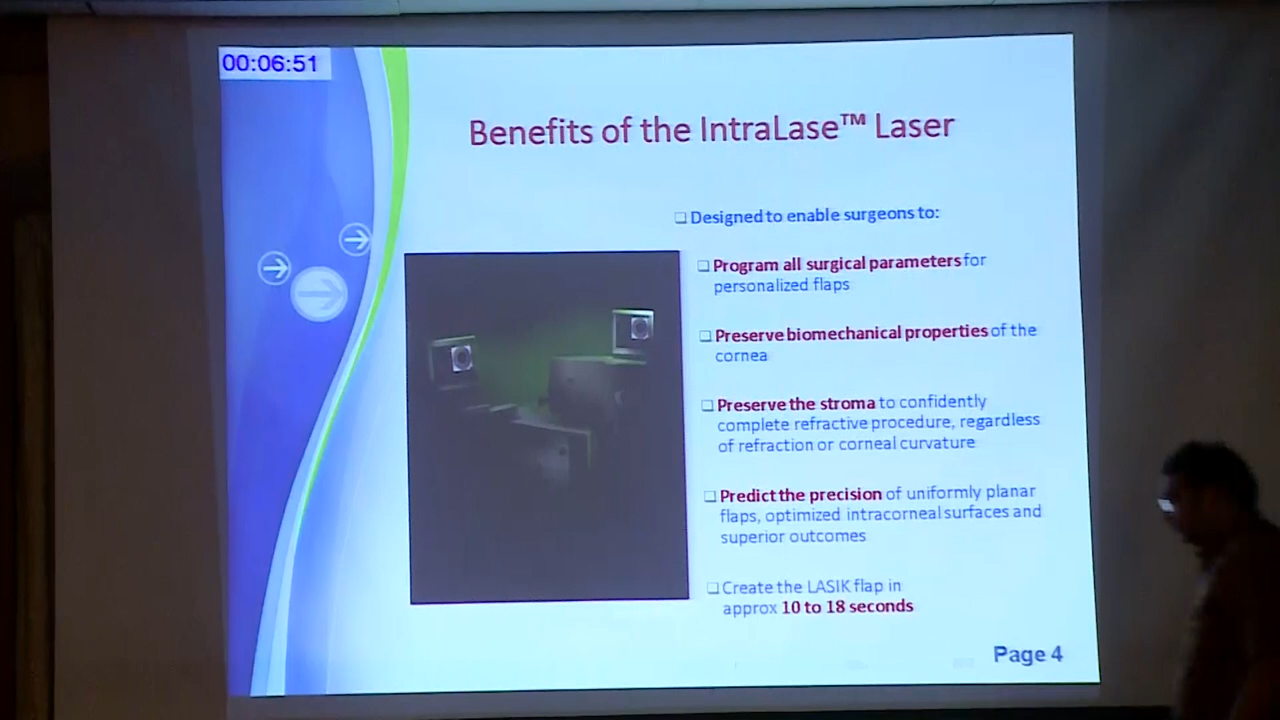 00:06:51
Benefits of the IntraLase™ Laser
❑ Designed to enable surgeons to:
❑ Program all surgical parameters for
personalized flaps
❑ Preserve biomechanical properties of the
cornea
❑ Preserve the stroma to confidently
complete refractive procedure, regardless
of refraction or corneal curvature
❑ Predict the precision of uniformly planar
flaps, optimized intracorneal surfaces and
superior outcomes
❑ Create the LASIK flap in
approx 10 to 18 seconds
Page 4